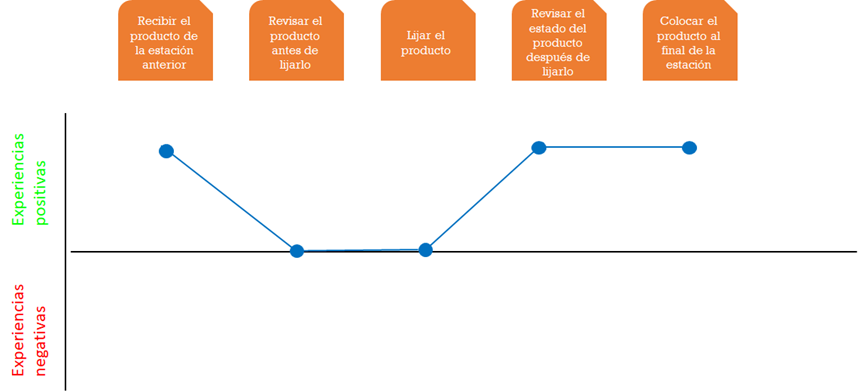 Recibir el
producto de
la estación
anterior
Revisar el
producto
antes de
lijarlo
Lijar el
producto
Revisar el
estado del
producto
después de
lijarlo
Colocar el
producto al
final de la
estación
Experiencias
positivas
Experiencias
negativas